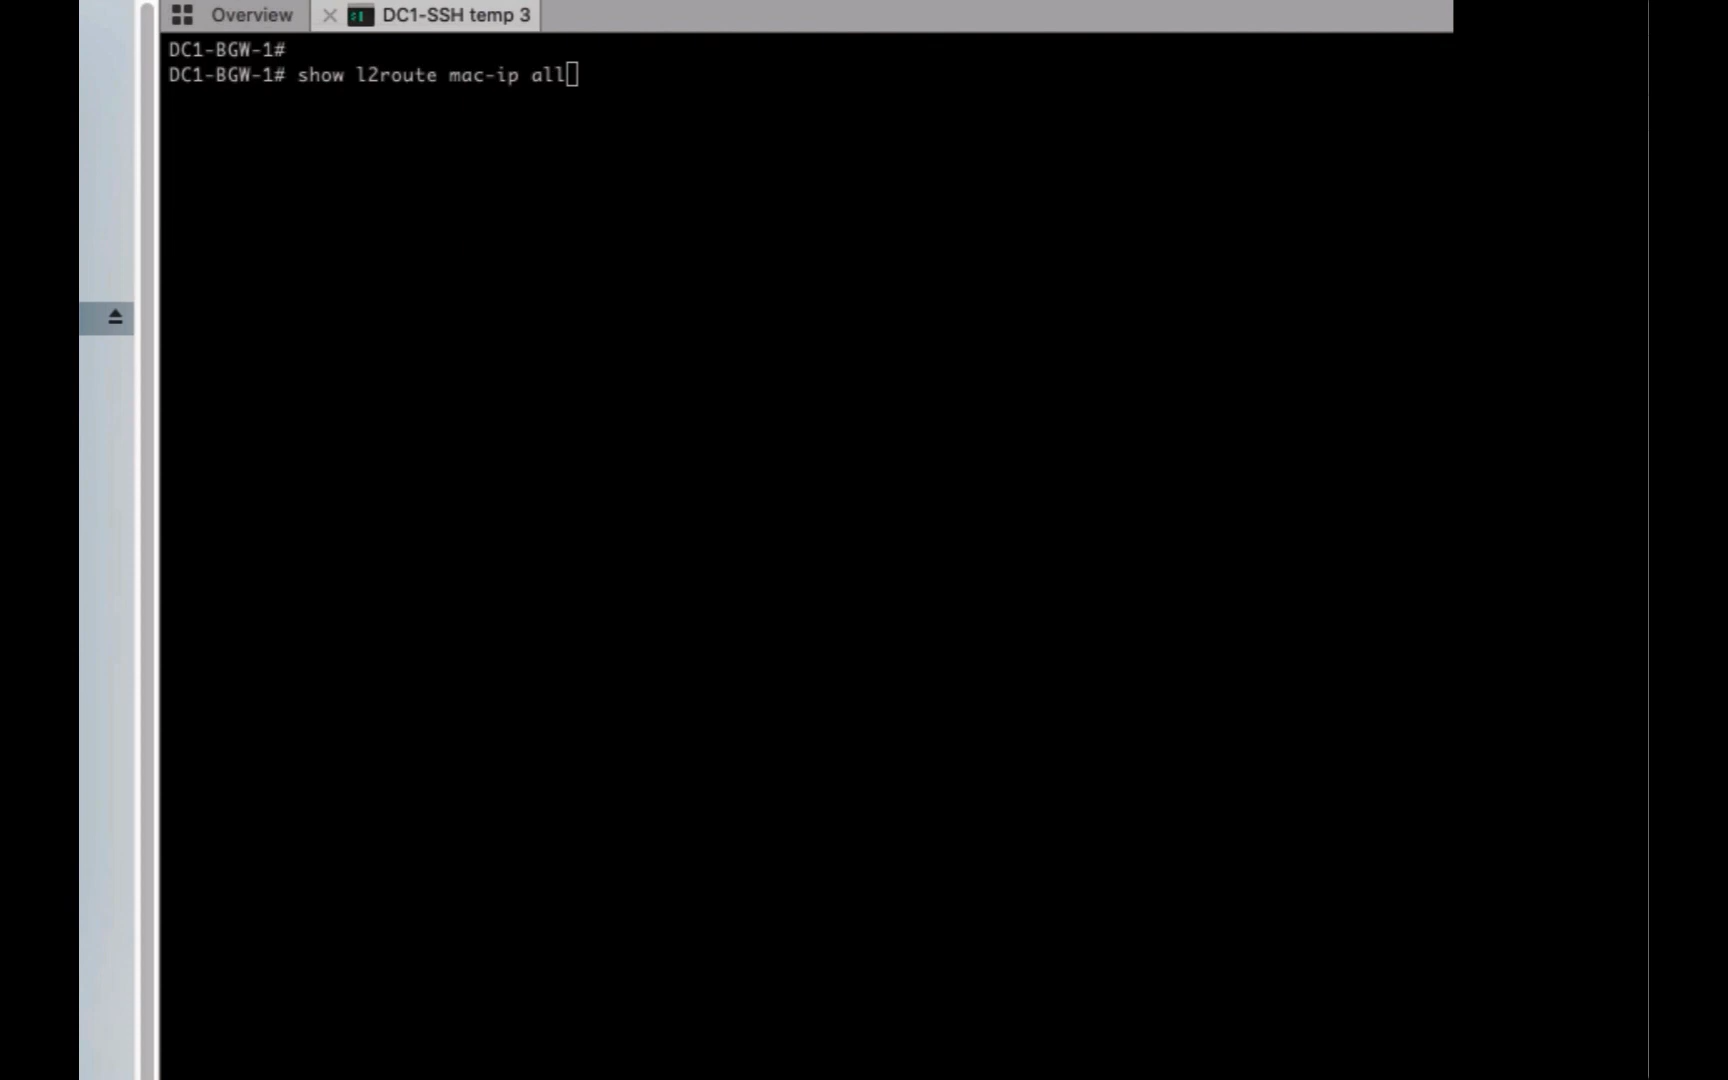 Overview
DC1-SSH temp 3
DC1-BGW-1#
DC1-BGW-1# show l2route mac-ip all